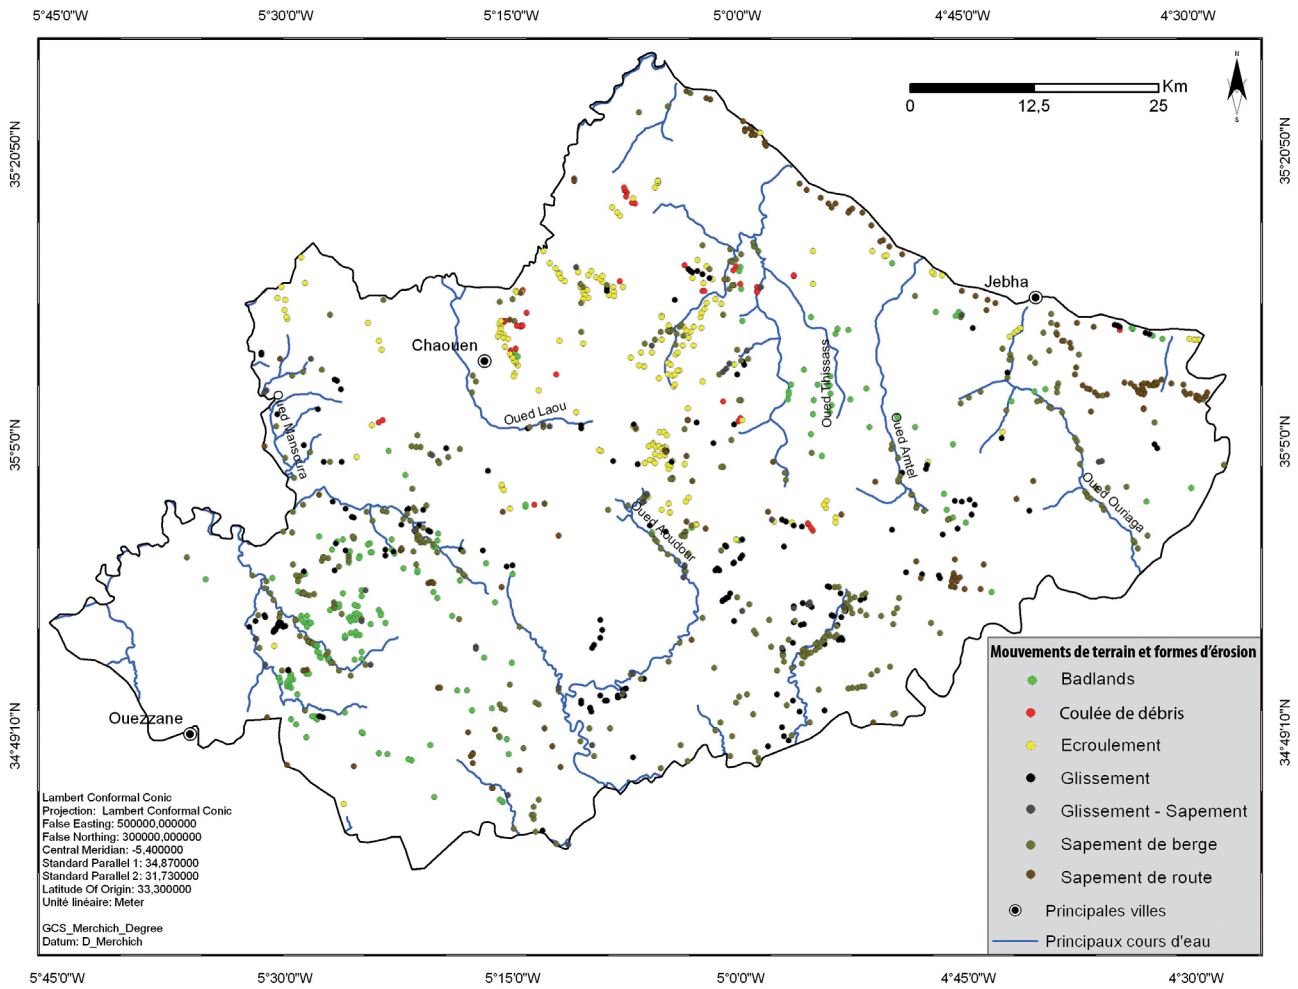 5°45'0"W 5°30'0"W 5°15'0"W 5°0'0"W 4°45'0"W 4°30'0"W
N
S
Km
0 12,5 25
35°20'50"N
35°20'50"N
Jebha
Chaouen
Oued Laou
Oued Tihissass
Oued Mansoura
Oued Amtel
35°5'0"N
35°5'0"N
Oued Ouriaga
Oued Aoudour
Ouezzane
34°49'10"N
34°49'10"N
Mouvements de terrain et formes d'érosion
Badlands
Coulée de débris
Ecroulement
Glissement
Glissement - Sapement
Sapement de berge
Sapement de route
Principales villes
Principaux cours d'eau
Lambert Conformal Conic
Projection: Lambert Conformal Conic
False Easting: 500000,000000
False Northing: 300000,000000
Central Meridian: -5,400000
Standard Parallel 1: 34,870000
Standard Parallel 2: 31,730000
Latitude Of Origin: 33,300000
Unité linéaire: Meter
GCS_Merchich_Degree
Datum: D_Merchich
5°45'0"W 5°30'0"W 5°15'0"W 5°0'0"W 4°45'0"W 4°30'0"W